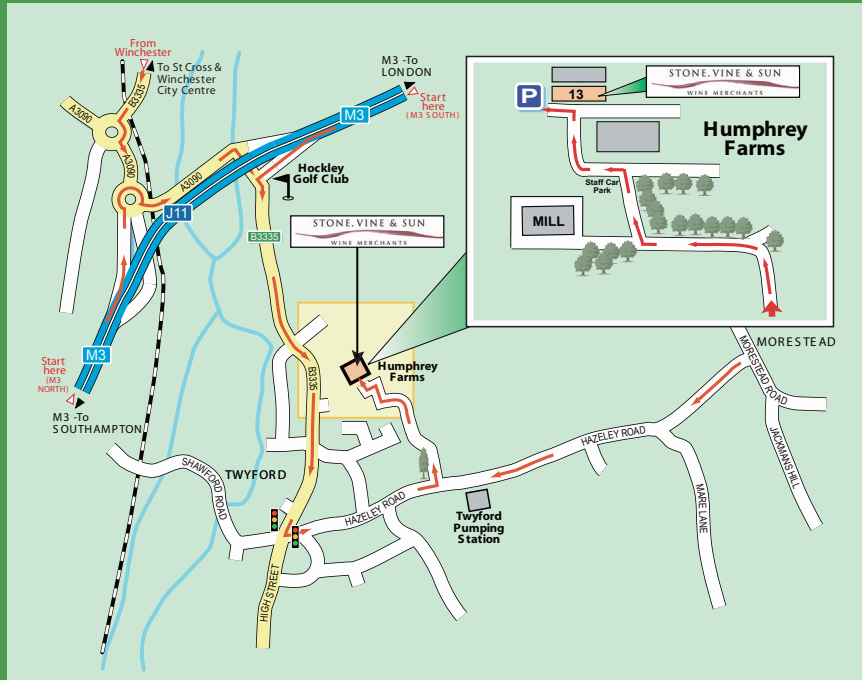 From
Winchester
To St Cross &
Winchester
City Centre
B3335
A3090
A3090
A3090
M3 -To
LONDON
Start
here
(M3 SOUTH)
M3
J11
Hockley
Golf Club
B3335
STONE, VINE & SUN
WINE MERCHANTS
STONE, VINE & SUN
WINE MERCHANTS
P
13
Humphrey
Farms
Staff Car
Park
MILL
M3
Start
here
(M3
NORTH)
M3 -To
SOUTHAMPTON
B3335
Humphrey
Farms
MORESTEAD
MORESTEAD ROAD
JACKMANS HILL
HAZELEY ROAD
MARE LANE
TWYFORD
SHAWFORD ROAD
HAZELEY ROAD
Twyford
Pumping
Station
HIGH STREET